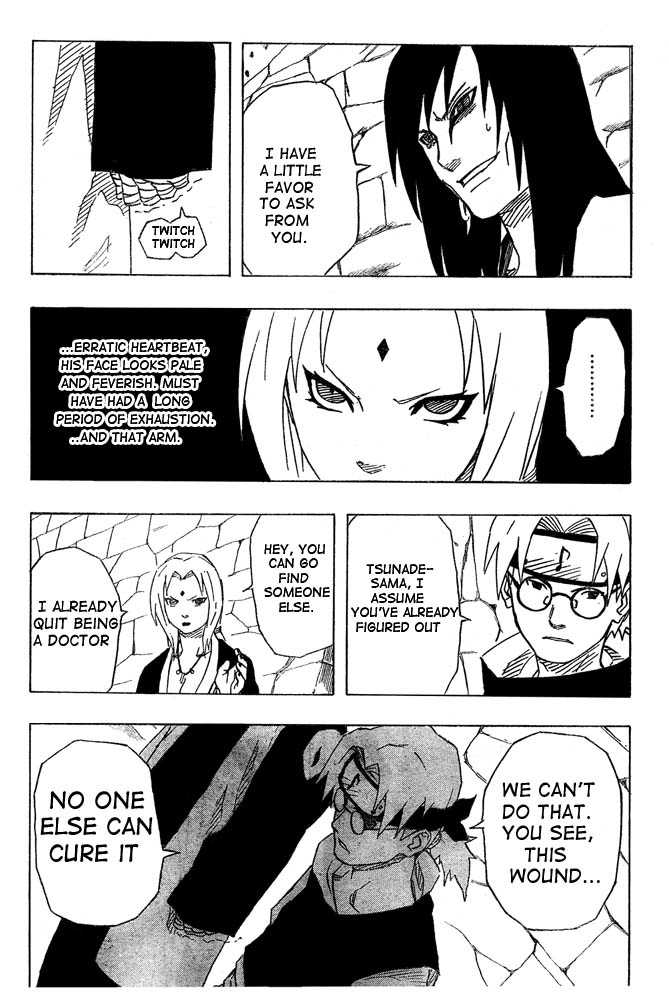 I HAVE
A LITTLE
FAVOR
TO ASK
FROM
YOU.
TWITCH
TWITCH
.........
...ERRATIC HEARTBEAT,
HIS FACE LOOKS PALE
AND FEVERISH. MUST
HAVE HAD A LONG
PERIOD OF EXHAUSTION.
..AND THAT ARM.
TSUNADE-
SAMA, I
ASSUME
YOU'VE ALREADY
FIGURED OUT
HEY, YOU
CAN GO
FIND
SOMEONE
ELSE.
I ALREADY
QUIT BEING
A DOCTOR
WE CAN'T
DO THAT.
YOU SEE,
THIS
WOUND...
NO ONE
ELSE CAN
CURE IT